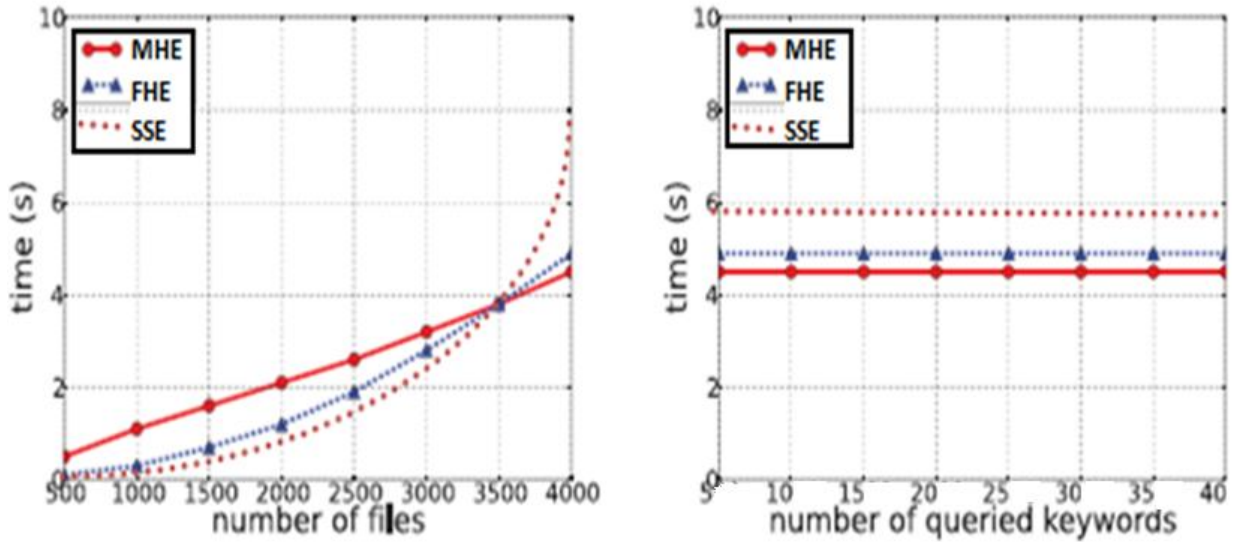 10
8
6
4
2
0
time (s)
MHE
FHE
SSE
500 1000 1500 2000 2500 3000 3500 4000
number of files
10
8
6
4
2
0
time (s)
MHE
FHE
SSE
5 10 15 20 25 30 35 40
number of queried keywords